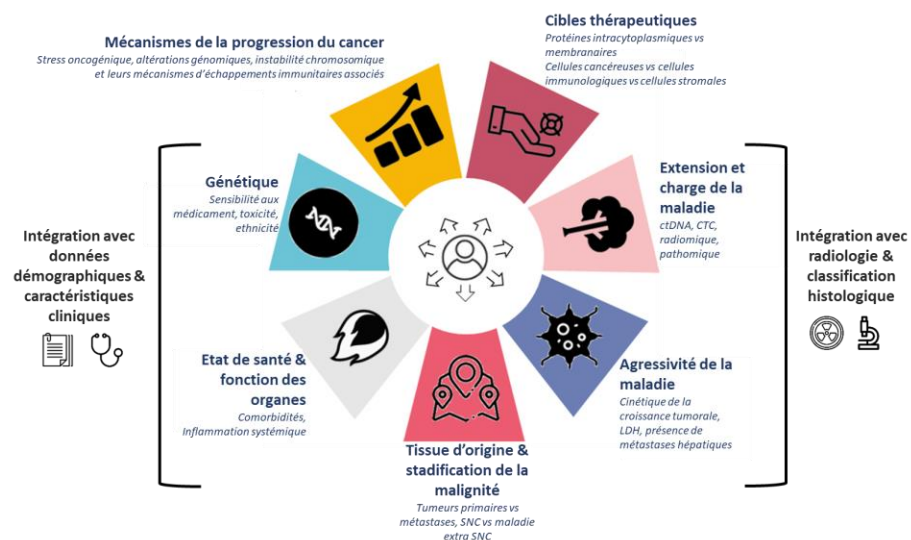 Mécanismes de la progression du cancer
Stress oncogénique, altérations génomiques, instabilité chromosomique
et leurs mécanismes d'échappements immunitaires associés
Cibles thérapeutiques
Protéines intracytoplasmiques vs
membranaires
Cellules cancéreuses vs cellules
immunologiques vs cellules stromales
Génétique
Sensibilité aux
médicament, toxicité,
ethnicité
Extension et
charge de la
maladie
ctDNA, CTC,
radiomique,
pathomique
Intégration avec
données
démographiques &
caractéristiques
cliniques
Intégration avec
radiologie &
classification
histologique
Etat de santé &
fonction des
organes
Comorbidités,
Inflammation systémique
Agressivité de la
maladie
Cinétique de la
croissance tumorale,
LDH, présence de
métastases hépatiques
Tissue d'origine &
stadification de la
malignité
Tumeurs primaires vs
métastases, SNC vs maladie
extra SNC